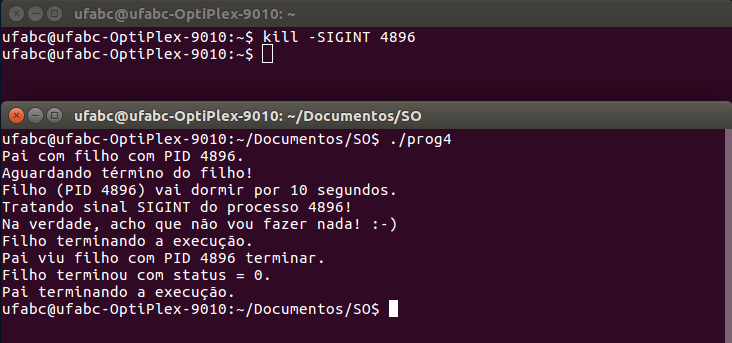 ufabc@ufabc-OptiPlex-9010: ~
ufabc@ufabc-OptiPlex-9010:~$ kill -SIGINT 4896
ufabc@ufabc-OptiPlex-9010:~$
ufabc@ufabc-OptiPlex-9010: ~/Documentos/SO
ufabc@ufabc-OptiPlex-9010:~/Documentos/SO$ ./prog4
Pai com filho com PID 4896.
Aguardando término do filho!
Filho (PID 4896) vai dormir por 10 segundos.
Tratando sinal SIGINT do processo 4896!
Na verdade, acho que não vou fazer nada! :-)
Filho terminando a execução.
Pai viu filho com PID 4896 terminar.
Filho terminou com status = 0.
Pai terminando a execução.
ufabc@ufabc-OptiPlex-9010:~/Documentos/SO$